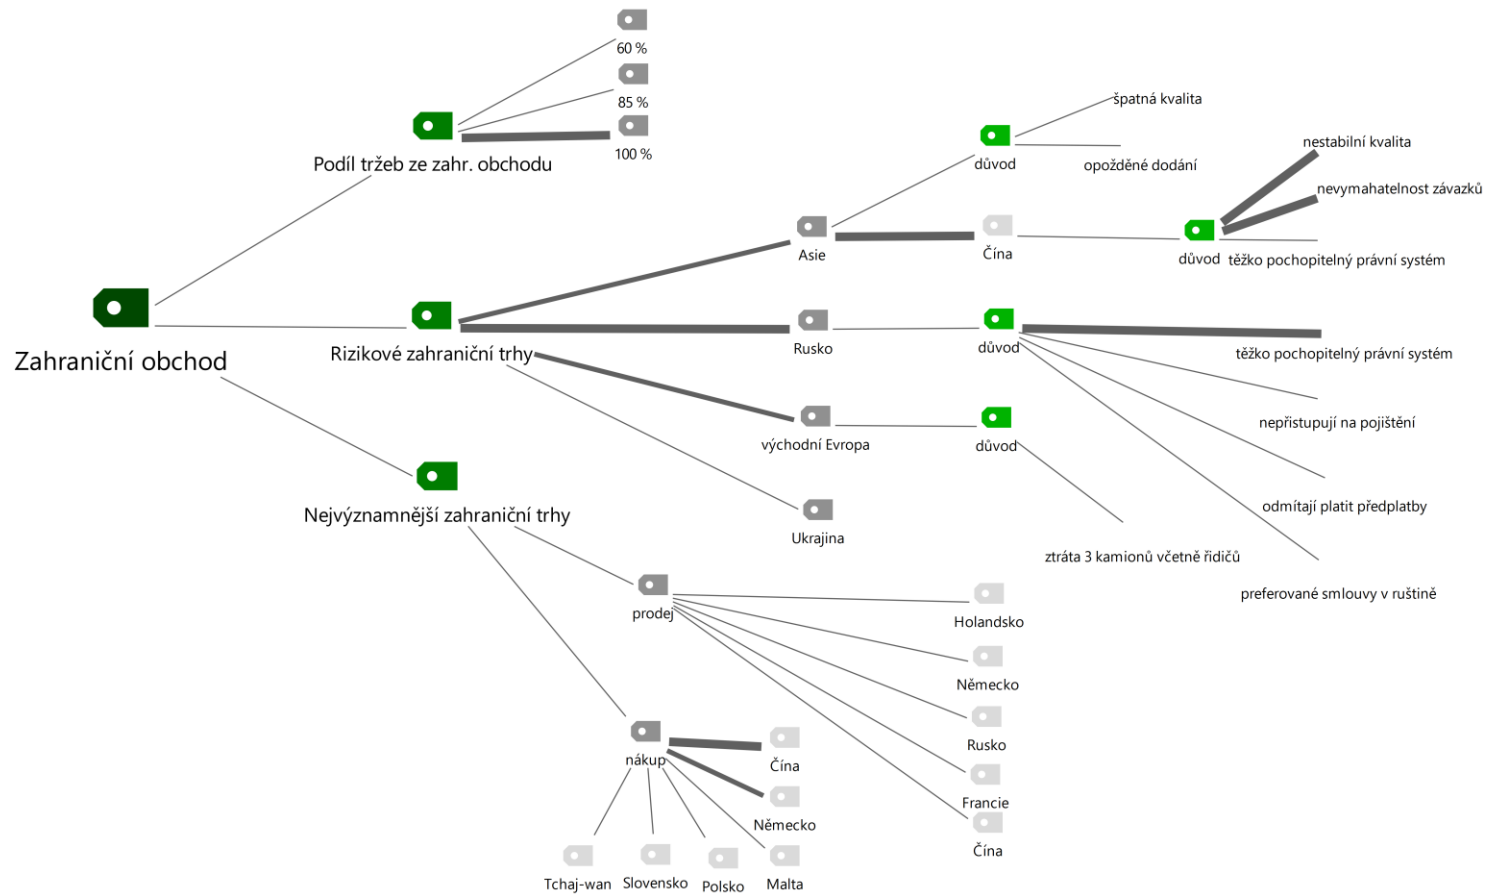 60 %
85 %
100 %
Podíl tržeb ze zahr. obchodu
špatná kvalita
důvod
opožděné dodání
nestabilní kvalita
nevymahatelnost závazků
Asie
Čína
důvod
těžko pochopitelný právní systém
Zahraniční obchod
Rizikové zahraniční trhy
Rusko
důvod
těžko pochopitelný právní systém
nepřistupují na pojištění
východní Evropa
důvod
odmítají platit předplatby
Nejvýznamnější zahraniční trhy
Ukrajina
ztráta 3 kamionů včetně řidičů
preferované smlouvy v ruštině
prodej
Holandsko
Německo
Rusko
Francie
Čína
nákup
Čína
Německo
Tchaj-wan
Slovensko
Polsko
Malta